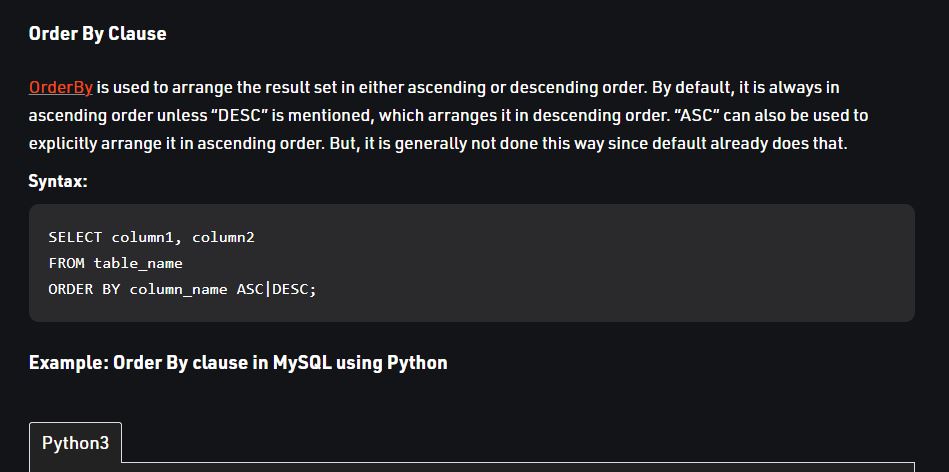 Order By Clause
OrderBy is used to arrange the result set in either ascending or descending order. By default, it is always in
ascending order unless “DESC” is mentioned, which arranges it in descending order. “ASC” can also be used to
explicitly arrange it in ascending order. But, it is generally not done this way since default already does that.
Syntax:
SELECT column1, column2
FROM table_name
ORDER BY column_name ASC|DESC;
Example: Order By clause in MySQL using Python
Python3